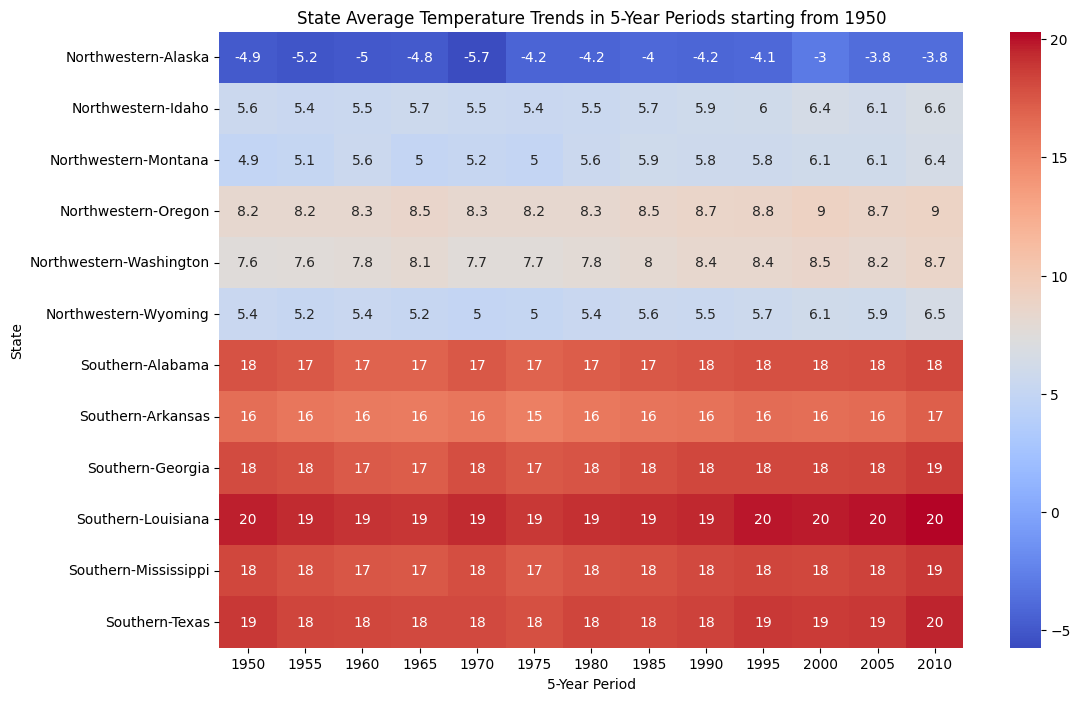 State Average Temperature Trends in 5-Year Periods starting from 1950
Northwestern-Alaska -4.9 -5.2 -5 -4.8 -5.7 -4.2 -4.2 -4 -4.2 -4.1 -3 -3.8 -3.8
Northwestern-Idaho 5.6 5.4 5.5 5.7 5.5 5.4 5.5 5.7 5.9 6 6.4 6.1 6.6
Northwestern-Montana 4.9 5.1 5.6 5 5.2 5 5.6 5.9 5.8 5.8 6.1 6.1 6.4
Northwestern-Oregon 8.2 8.2 8.3 8.5 8.3 8.2 8.3 8.5 8.7 8.8 9 8.7 9
Northwestern-Washington 7.6 7.6 7.8 8.1 7.7 7.7 7.8 8 8.4 8.4 8.5 8.2 8.7
Northwestern-Wyoming 5.4 5.2 5.4 5.2 5 5 5.4 5.6 5.5 5.7 6.1 5.9 6.5
Southern-Alabama 18 17 17 17 17 17 17 17 18 18 18 18 18
Southern-Arkansas 16 16 16 16 16 15 16 16 16 16 16 16 17
Southern-Georgia 18 18 17 17 18 17 18 18 18 18 18 18 19
Southern-Louisiana 20 19 19 19 19 19 19 19 19 20 20 20 20
Southern-Mississippi 18 18 17 17 18 17 18 18 18 18 18 18 19
Southern-Texas 19 18 18 18 18 18 18 18 18 19 19 19 20
1950 1955 1960 1965 1970 1975 1980 1985 1990 1995 2000 2005 2010
5-Year Period
State
20
15
10
5
0
−5